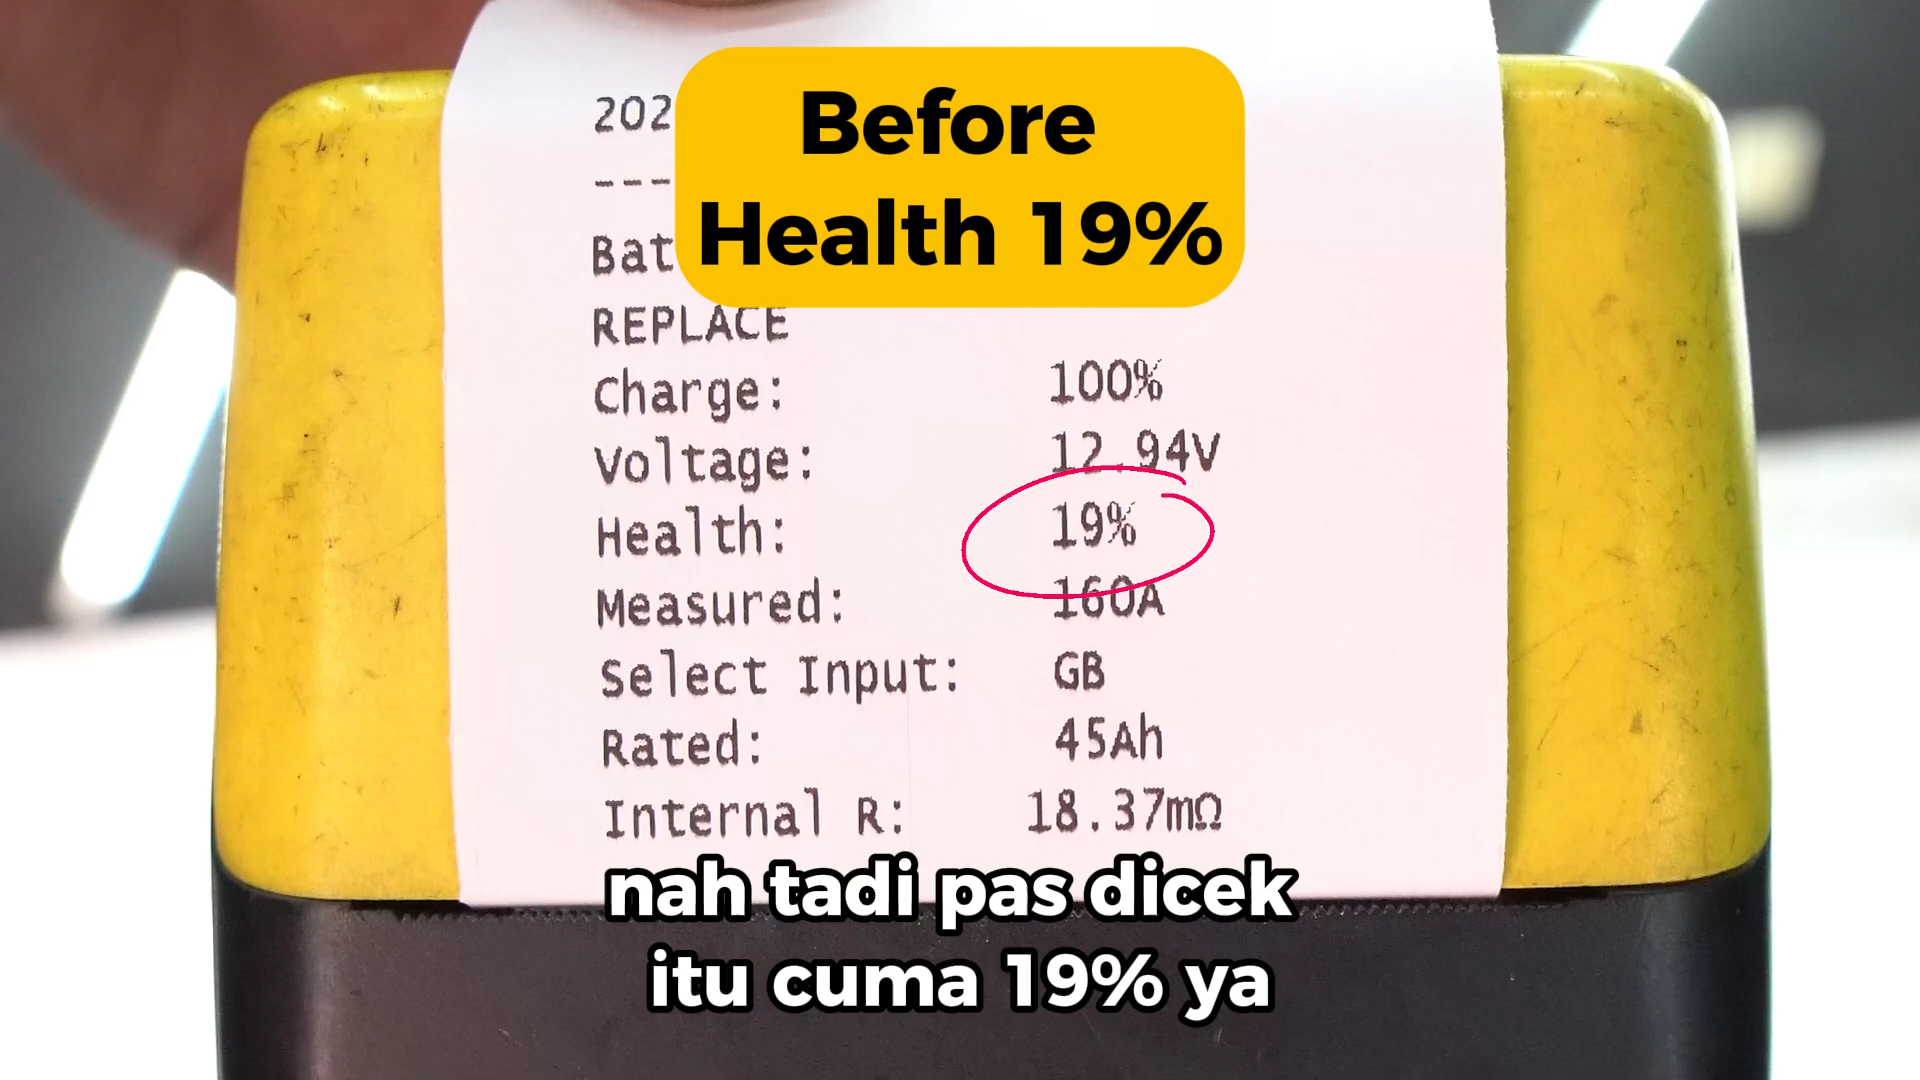 Before
Health 19%
202
---
Bat
REPLACE
Charge: 100%
Voltage: 12.94V
Health: 19%
Measured: 160A
Select Input: GB
Rated: 45Ah
Internal R: 18.37mΩ
nah tadi pas dicek
itu cuma 19% ya